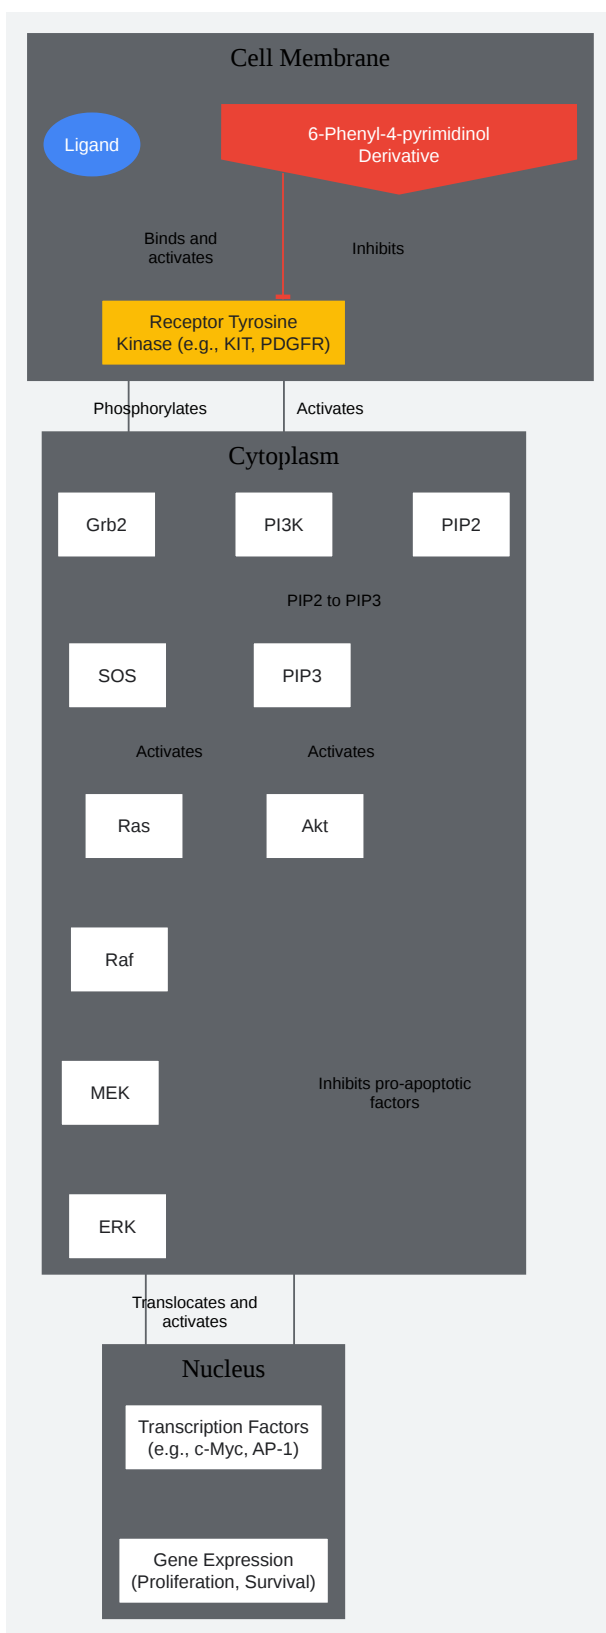 Cell Membrane
Ligand
6-Phenyl-4-pyrimidinol
Derivative
Binds and
activates
Inhibits
Receptor Tyrosine
Kinase (e.g., KIT, PDGFR)
Phosphorylates
Activates
Cytoplasm
Grb2
PI3K
PIP2
PIP2 to PIP3
SOS
PIP3
Activates
Activates
Ras
Akt
Raf
MEK
Inhibits pro-apoptotic
factors
ERK
Translocates and
activates
Nucleus
Transcription Factors
(e.g., c-Myc, AP-1)
Gene Expression
(Proliferation, Survival)